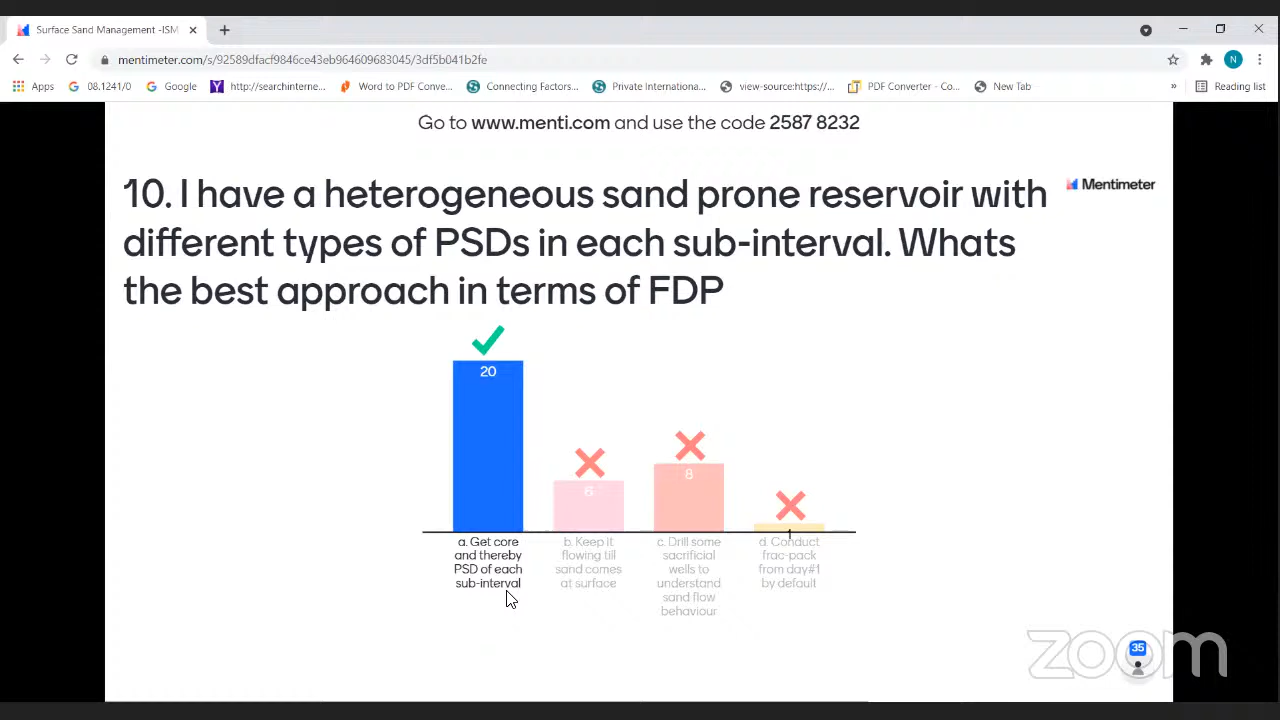 Surface Sand Management -ISM
mentimeter.com/s/92589dfacf9846ce43eb964609683045/3df5b041b2fe
N
Apps
08.1241/0
Google
http://searchinterne...
Word to PDF Conve...
Connecting Factors...
Private Internationa...
view-source:https://...
PDF Converter - Co...
New Tab
»
Reading list
Go to www.menti.com and use the code 2587 8232
10. I have a heterogeneous sand prone reservoir with
different types of PSDs in each sub-interval. Whats
the best approach in terms of FDP
Mentimeter
20
6
8
1
a. Get core
and thereby
PSD of each
sub-interval
b. Keep it
flowing till
sand comes
at surface
c. Drill some
sacrificial
wells to
understand
sand flow
behaviour
d. Conduct
frac-pack
from day#1
by default
35
zoom